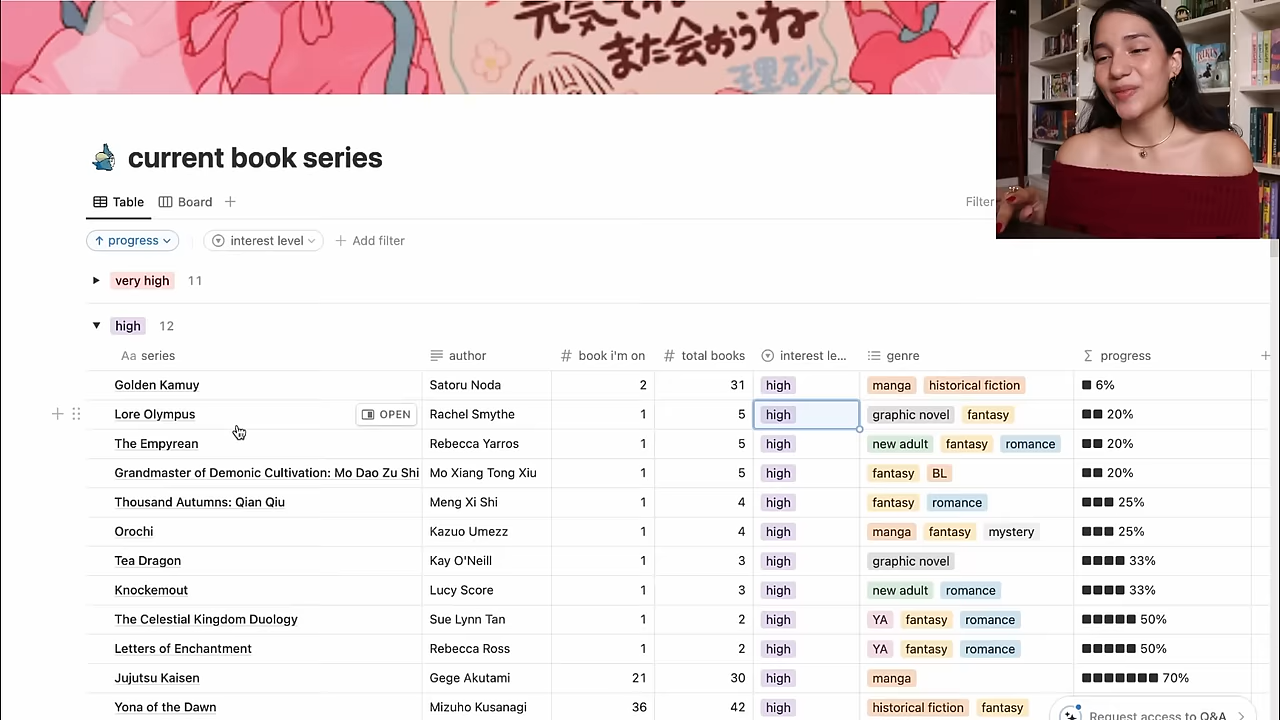 元気でね
また会おうね
理砂
current book series
Table Board +
Filter
↑ progress interest level + Add filter
very high 11
high 12
Aa series author # book i'm on # total books interest le... genre Σ progress +
Golden Kamuy Satoru Noda 2 31 high manga historical fiction 6%
Lore Olympus OPEN Rachel Smythe 1 5 high graphic novel fantasy 20%
The Empyrean Rebecca Yarros 1 5 high new adult fantasy romance 20%
Grandmaster of Demonic Cultivation: Mo Dao Zu Shi Mo Xiang Tong Xiu 1 5 high fantasy BL 20%
Thousand Autumns: Qian Qiu Meng Xi Shi 1 4 high fantasy romance 25%
Orochi Kazuo Umezz 1 4 high manga fantasy mystery 25%
Tea Dragon Kay O'Neill 1 3 high graphic novel 33%
Knockemout Lucy Score 1 3 high new adult romance 33%
The Celestial Kingdom Duology Sue Lynn Tan 1 2 high YA fantasy romance 50%
Letters of Enchantment Rebecca Ross 1 2 high YA fantasy romance 50%
Jujutsu Kaisen Gege Akutami 21 30 high manga 70%
Yona of the Dawn Mizuho Kusanagi 36 42 high historical fiction fantasy
Request access to Q&A